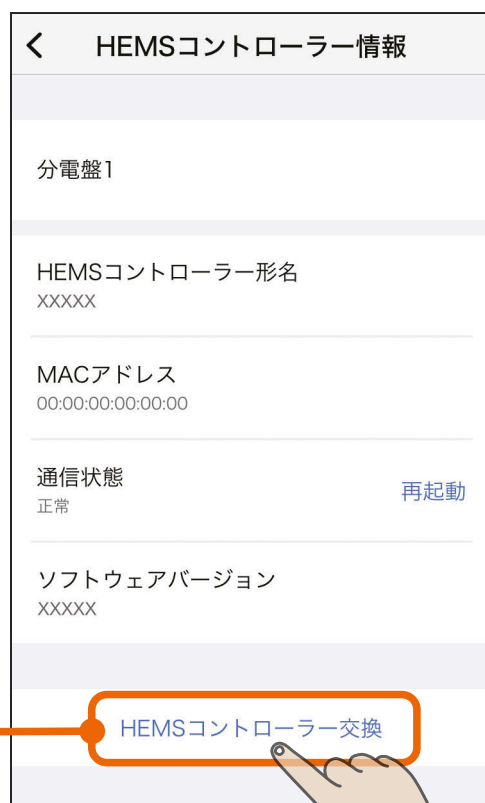 HEMSコントローラー情報
分電盤1
HEMSコントローラー形名
XXXXX
MACアドレス
00:00:00:00:00:00
通信状態
正常
再起動
ソフトウェアバージョン
XXXXX
HEMSコントローラー交換